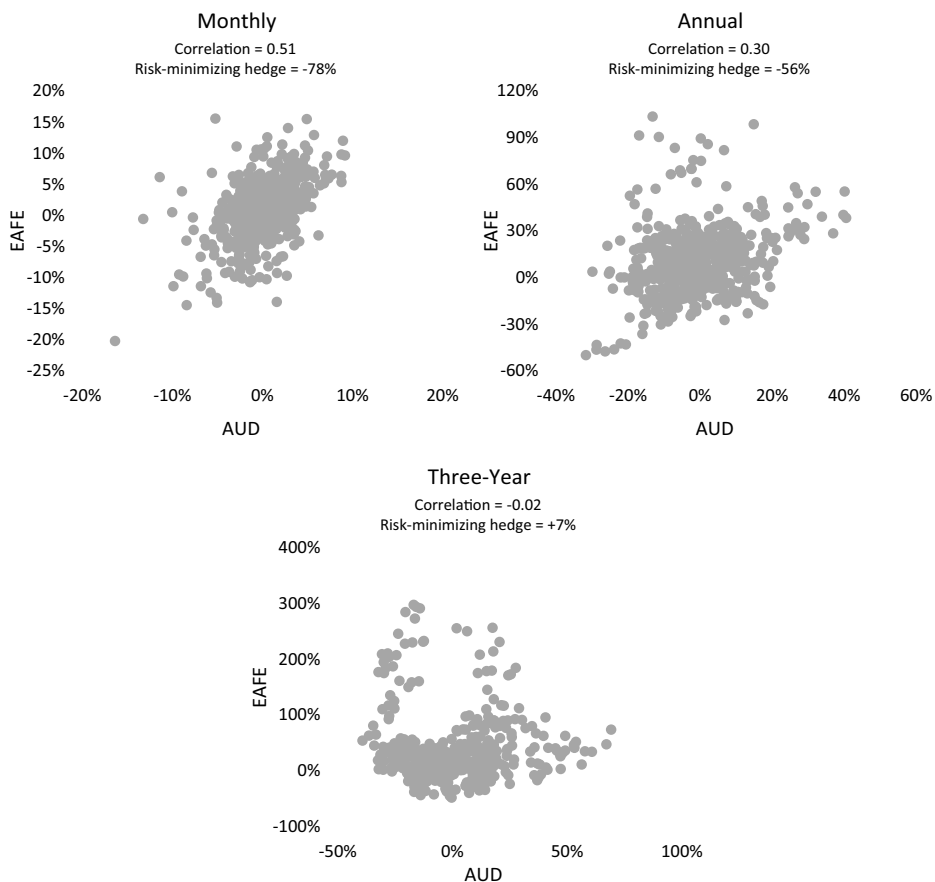 Monthly
Correlation = 0.51
Risk-minimizing hedge = -78%
20%
15%
10%
5%
0%
-5%
-10%
-15%
-20%
-25%
EAFE
-20%
-10%
0%
10%
20%
AUD
Annual
Correlation = 0.30
Risk-minimizing hedge = -56%
120%
90%
60%
30%
0%
-30%
-60%
EAFE
-40%
-20%
0%
20%
40%
60%
AUD
Three-Year
Correlation = -0.02
Risk-minimizing hedge = +7%
400%
300%
200%
100%
0%
-100%
EAFE
-50%
0%
50%
100%
AUD